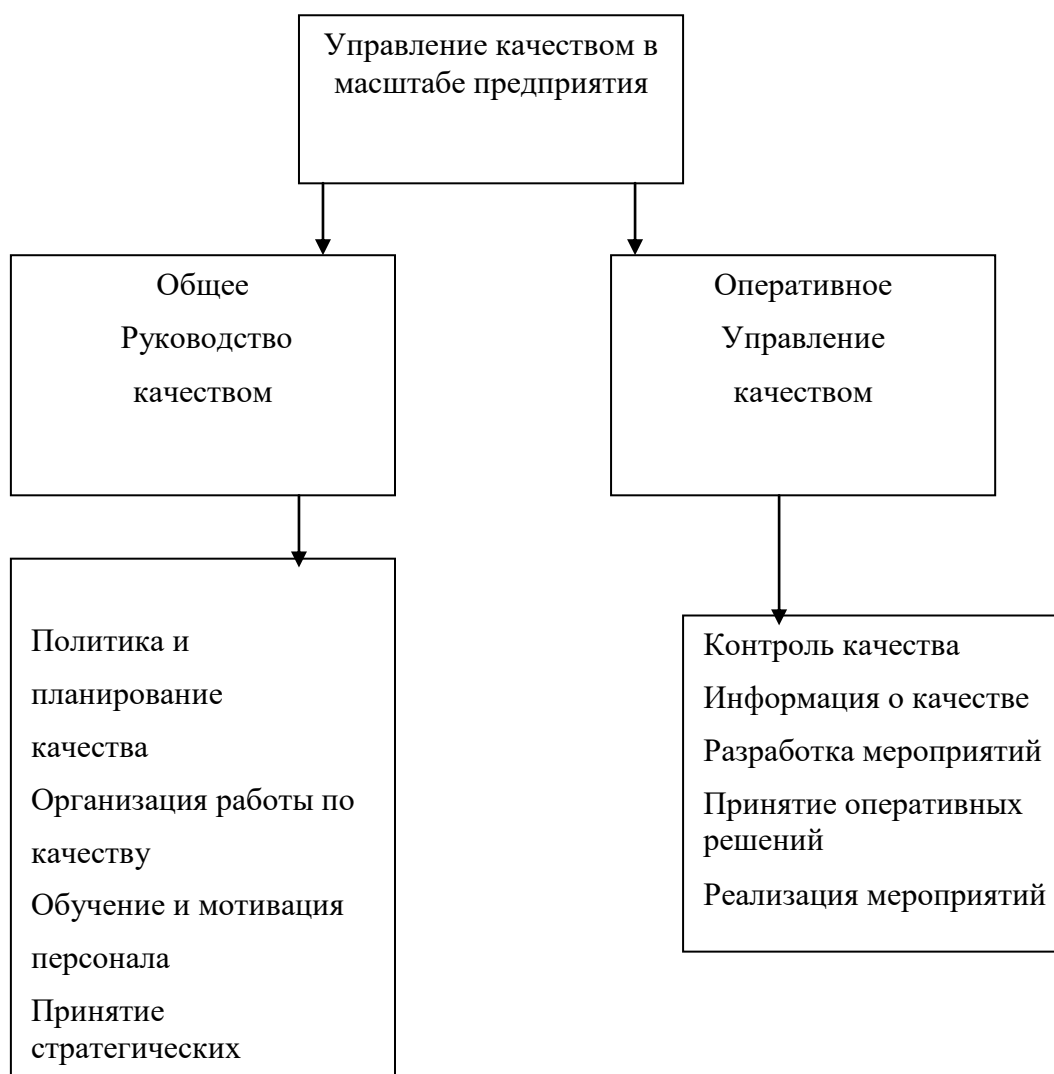 Управление качеством в
масштабе предприятия
Общее
Руководство
качеством
Оперативное
Управление
качеством
Политика и
планирование
качества
Организация работы по
качеству
Обучение и мотивация
персонала
Принятие
стратегических
Контроль качества
Информация о качестве
Разработка мероприятий
Принятие оперативных
решений
Реализация мероприятий